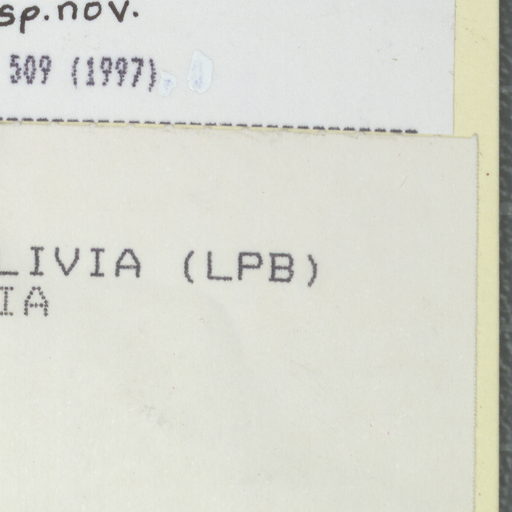 sp.nov.
509 (1997).
LIVIA (LPB)
IA